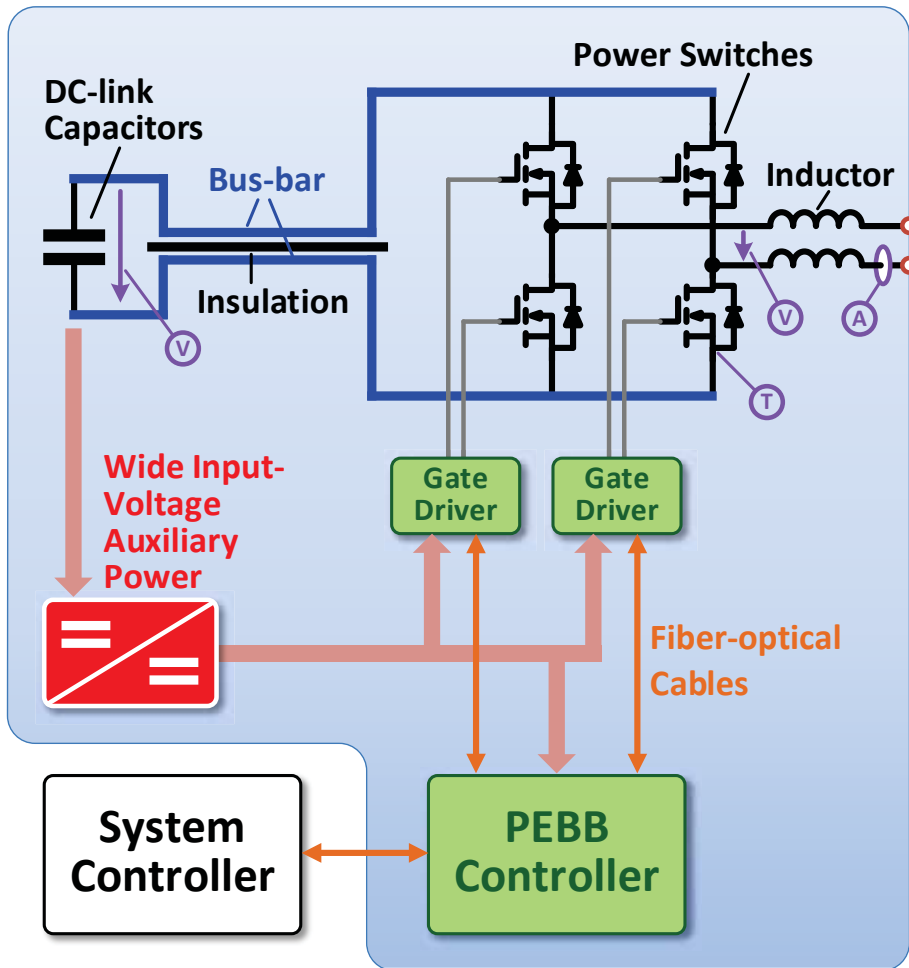 Power Switches
DC-link
Capacitors
Bus-bar
Inductor
Insulation
V
V
A
T
Wide Input-
Voltage
Auxiliary
Power
Gate
Driver
Gate
Driver
Fiber-optical
Cables
System
Controller
PEBB
Controller